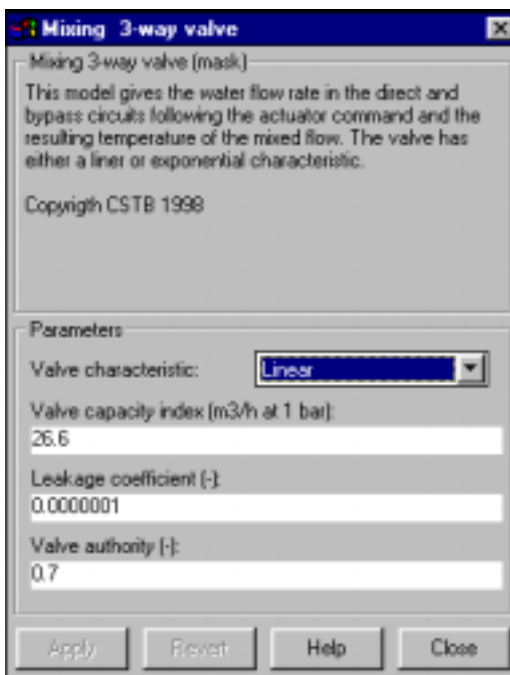 Mixing 3-way valve
Mixing 3-way valve (mask)
This model gives the water flow rate in the direct and
bypass circuits following the actuator command and the
resulting temperature of the mixed flow. The valve has
either a liner or exponential characteristic.
Copyrigth CSTB 1998
Parameters
Valve characteristic: Linear
Valve capacity index (m3/h at 1 bar):
26.6
Leakage coefficient (-):
0.0000001
Valve authority (-):
0.7
Apply Revert Help Close